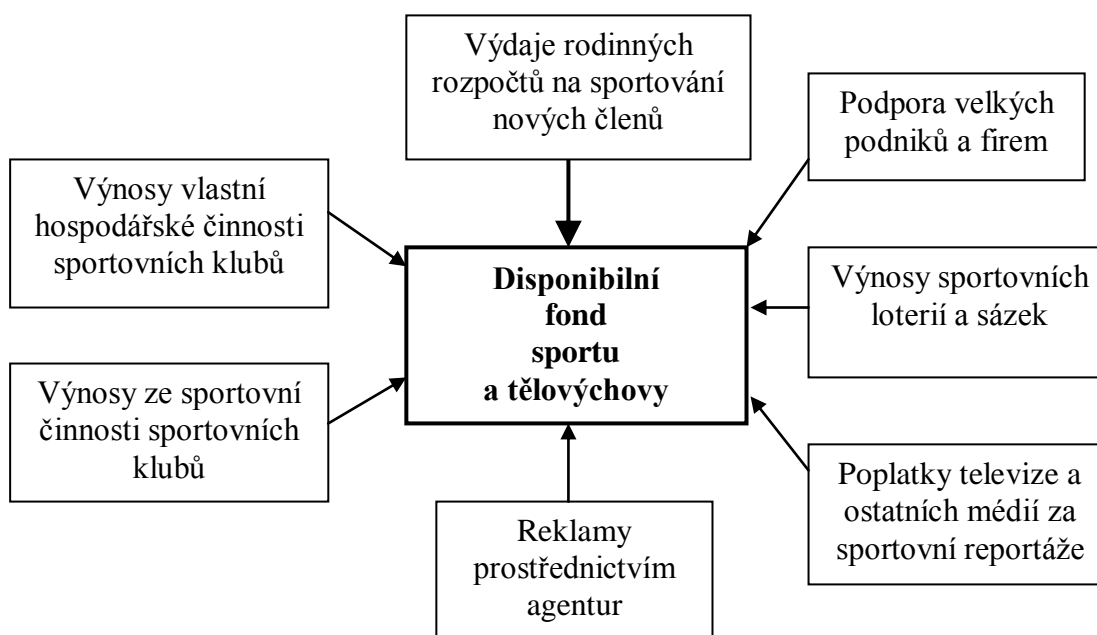 Výdaje rodinných
rozpočtů na sportování
nových členů
Podpora velkých
podniků a firem
Výnosy vlastní
hospodářské činnosti
sportovních klubů
Disponibilní
fond
sportu
a tělovýchovy
Výnosy sportovních
loterií a sázek
Výnosy ze sportovní
činnosti sportovních
klubů
Poplatky televize a
ostatních médií za
sportovní reportáže
Reklamy
prostřednictvím
agentur